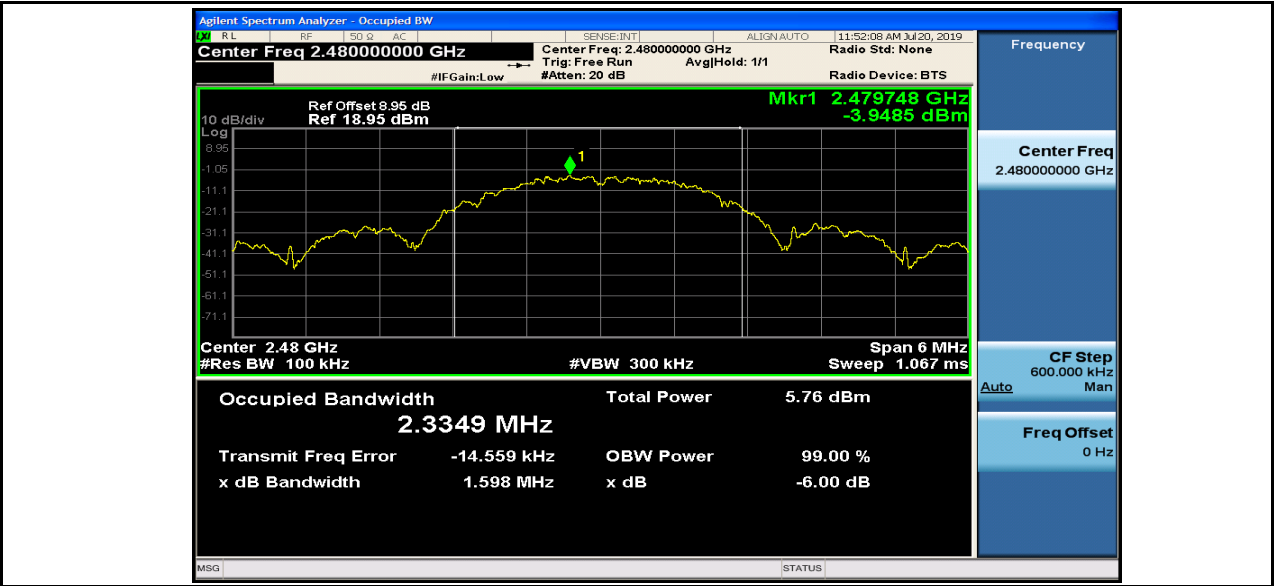 Agilent Spectrum Analyzer - Occupied BW
LXI RL RF 50 Ω AC SENSE:INT ALIGN AUTO 11:52:08 AM Jul 20, 2019
Center Freq 2.480000000 GHz
Center Freq: 2.480000000 GHz Radio Std: None
Trig: Free Run Avg|Hold: 1/1
#IFGain:Low #Atten: 20 dB Radio Device: BTS
Mkr1 2.479748 GHz
-3.9485 dBm
Ref Offset 8.95 dB
10 dB/div Ref 18.95 dBm
Log
8.95
-1.05
-11.1
-21.1
-31.1
-41.1
-51.1
-61.1
-71.1
1
Center 2.48 GHz Span 6 MHz
#Res BW 100 kHz #VBW 300 kHz Sweep 1.067 ms
Occupied Bandwidth Total Power 5.76 dBm
2.3349 MHz
Transmit Freq Error -14.559 kHz OBW Power 99.00 %
x dB Bandwidth 1.598 MHz x dB -6.00 dB
MSG STATUS
Frequency
Center Freq
2.480000000 GHz
CF Step
600.000 kHz
Auto Man
Freq Offset
0 Hz